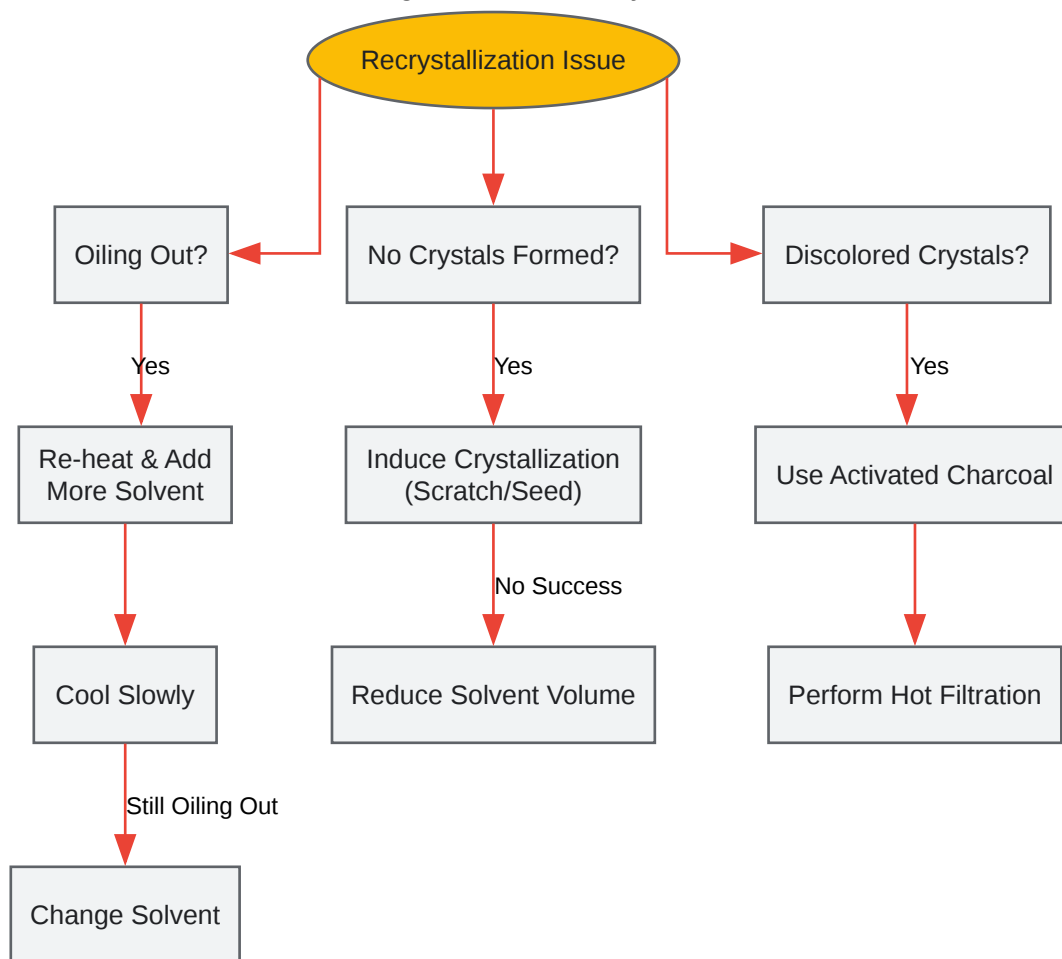 Recrystallization Issue
Oiling Out?
No Crystals Formed?
Discolored Crystals?
Yes
Yes
Yes
Re-heat & Add
More Solvent
Induce Crystallization
(Scratch/Seed)
Use Activated Charcoal
No Success
Cool Slowly
Reduce Solvent Volume
Perform Hot Filtration
Still Oiling Out
Change Solvent